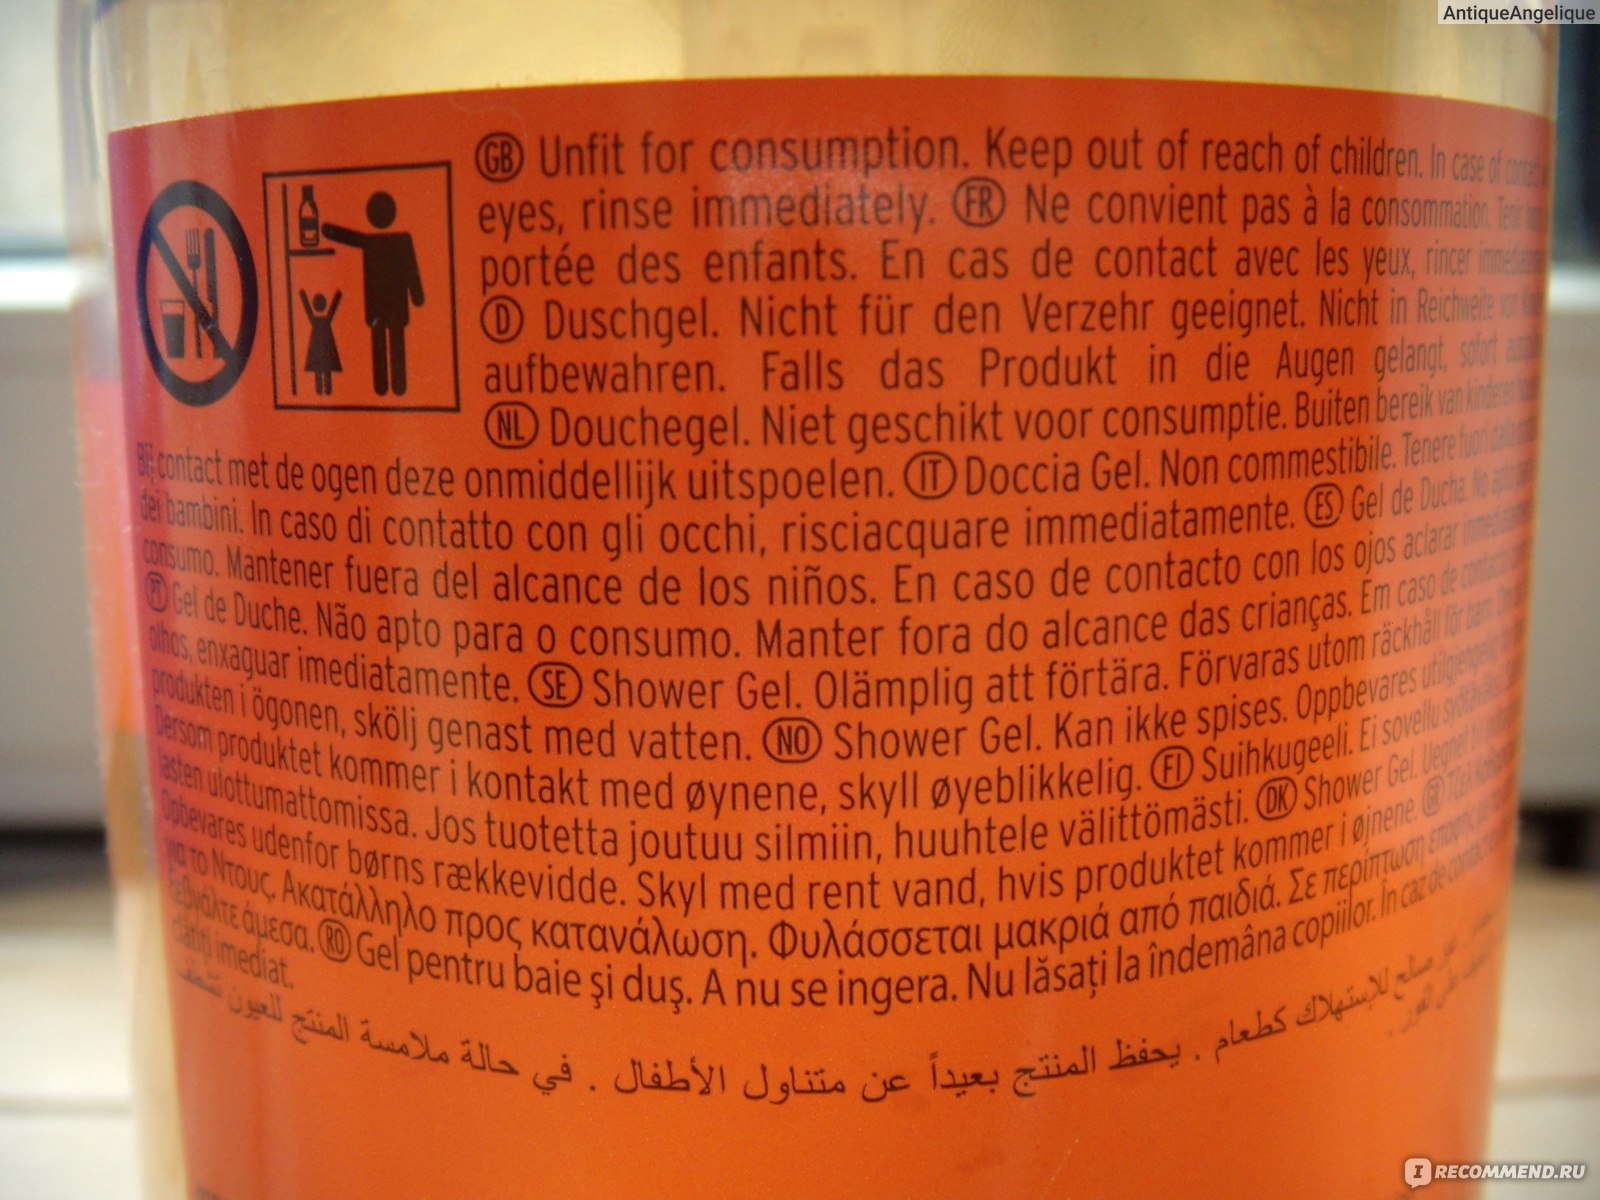 AntiqueAngelique
GB Unfit for consumption. Keep out of reach of children. In case of contact
eyes, rinse immediately. FR Ne convient pas à la consommation. Tenir
portée des enfants. En cas de contact avec les yeux, rincer
D Duschgel. Nicht für den Verzehr geeignet. Nicht in Reichweite von
aufbewahren. Falls das Produkt in die Augen gelangt, sofort
NL Douchegel. Niet geschikt voor consumptie. Buiten bereik van kinderen
Bij contact met de ogen deze onmiddellijk uitspoelen. IT Doccia Gel. Non commestibile. Tenere fuori dalla
dei bambini. In caso di contatto con gli occhi, risciacquare immediatamente. ES Gel de Ducha. No apto
consumo. Mantener fuera del alcance de los niños. En caso de contacto con los ojos aclarar
PT Gel de Duche. Não apto para o consumo. Manter fora do alcance das crianças. Em caso de contacto
olhos, enxaguar imediatamente. SE Shower Gel. Olämplig att förtära. Förvaras utom räckhåll för barn.
produkten i ögonen, skölj genast med vatten. NO Shower Gel. Kan ikke spises. Oppbevares utilgjengelig
Dersom produktet kommer i kontakt med øynene, skyll øyeblikkelig. FI Suihkugeeli. Ei sovellu
lasten ulottumattomissa. Jos tuotetta joutuu silmiin, huuhtele välittömästi. DK Shower Gel. Uegnet
Opbevares udenfor børns rækkevidde. Skyl med rent vand, hvis produktet kommer i øjnene. GR
για το Ντους. Ακατάλληλο προς κατανάλωση. Φυλάσσεται μακριά από παιδιά. Σε περίπτωση
ξεβγάλτε άμεσα. RO Gel pentru baie și duș. A nu se ingera. Nu lăsați la îndemâna copiilor. În caz de
clătiți imediat.
صالح للاستهلاك كطعام . يحفظ المنتج بعيداً عن متناول الأطفال . في حالة ملامسة المنتج للعيون
على الفور .
RECOMMEND.RU